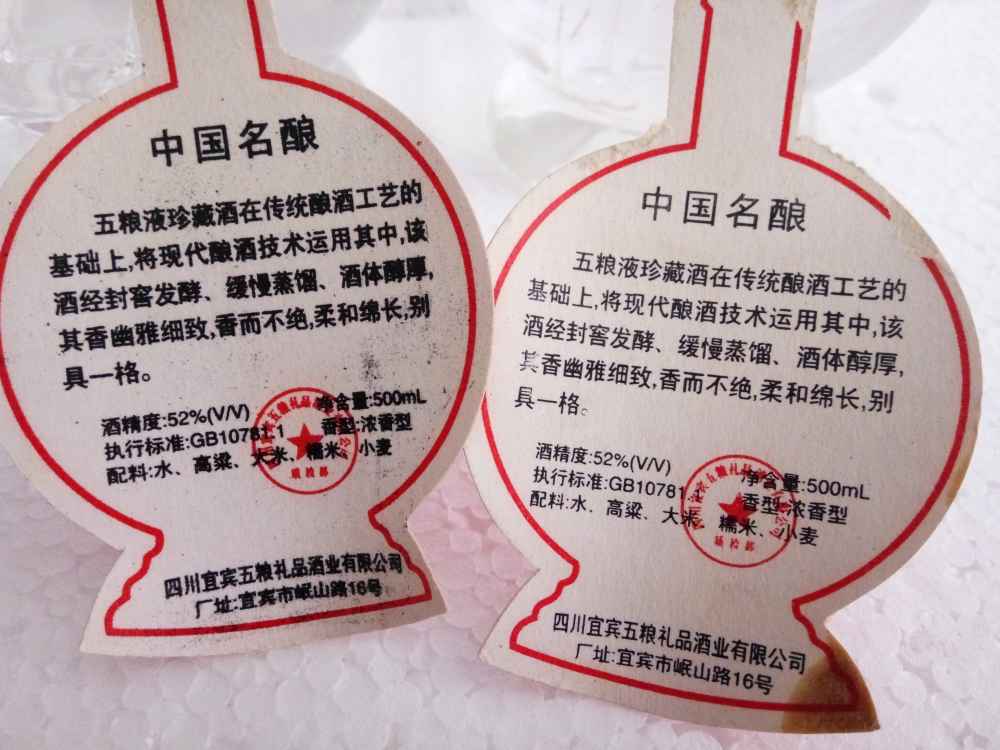 中国名酿
五粮液珍藏酒在传统酿酒工艺的
基础上,将现代酿酒技术运用其中,该
酒经封窖发酵、缓慢蒸馏、酒体醇厚,
其香幽雅细致,香而不绝,柔和绵长,别
具一格。
酒精度:52%(V/V) 净含量:500mL
执行标准:GB10781.1 香型:浓香型
配料:水、高粱、大米、糯米、小麦
质检部
四川宜宾五粮礼品酒业有限公司
厂址:宜宾市岷山路16号
中国名酿
五粮液珍藏酒在传统酿酒工艺的
基础上,将现代酿酒技术运用其中,该
酒经封窖发酵、缓慢蒸馏、酒体醇厚,
其香幽雅细致,香而不绝,柔和绵长,别
具一格。
酒精度:52%(V/V) 净含量:500mL
执行标准:GB10781 香型:浓香型
配料:水、高粱、大米、糯米、小麦
质检部
四川宜宾五粮礼品酒业有限公司
厂址:宜宾市岷山路16号